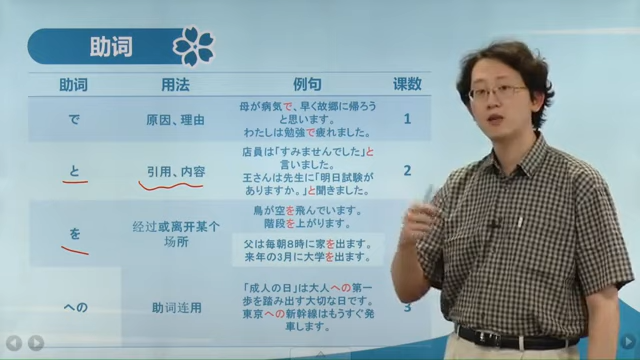 助词
助词 用法 例句 课数
で 原因、理由 母が病気で、早く故郷に帰ろう
と思います。
わたしは勉強で疲れました。 1
と 引用、内容 店員は「すみませんでした」と
言いました。
王さんは先生に「明日試験が
ありますか。」と聞きました。 2
を 经过或离开某个
场所 鳥が空を飛んでいます。
階段を上がります。
父は毎朝8時に家を出ます。
来年の3月に大学を出ます。
への 助词连用 「成人の日」は大人への第一
歩を踏み出す大切な日です。
東京への新幹線はもうすぐ発
車します。 3